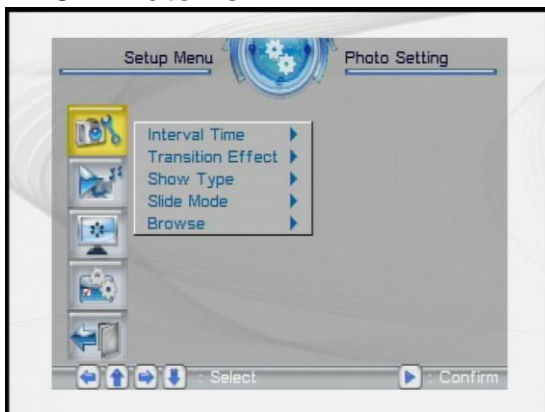 Setup Menu
Photo Setting
Interval Time
Transition Effect
Show Type
Slide Mode
Browse
: Select
: Confirm